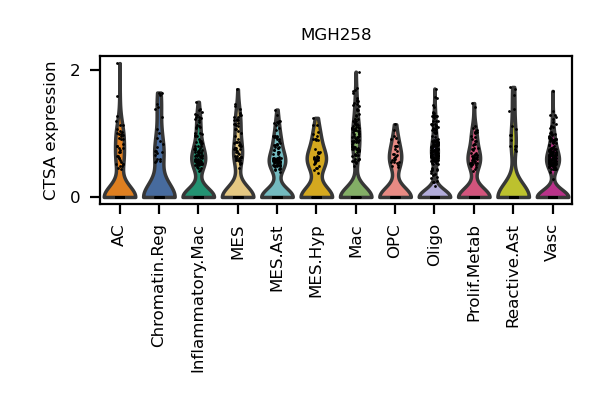 MGH258
CTSA expression
2
0
AC
Chromatin.Reg
Inflammatory.Mac
MES
MES.Ast
MES.Hyp
Mac
OPC
Oligo
Prolif.Metab
Reactive.Ast
Vasc